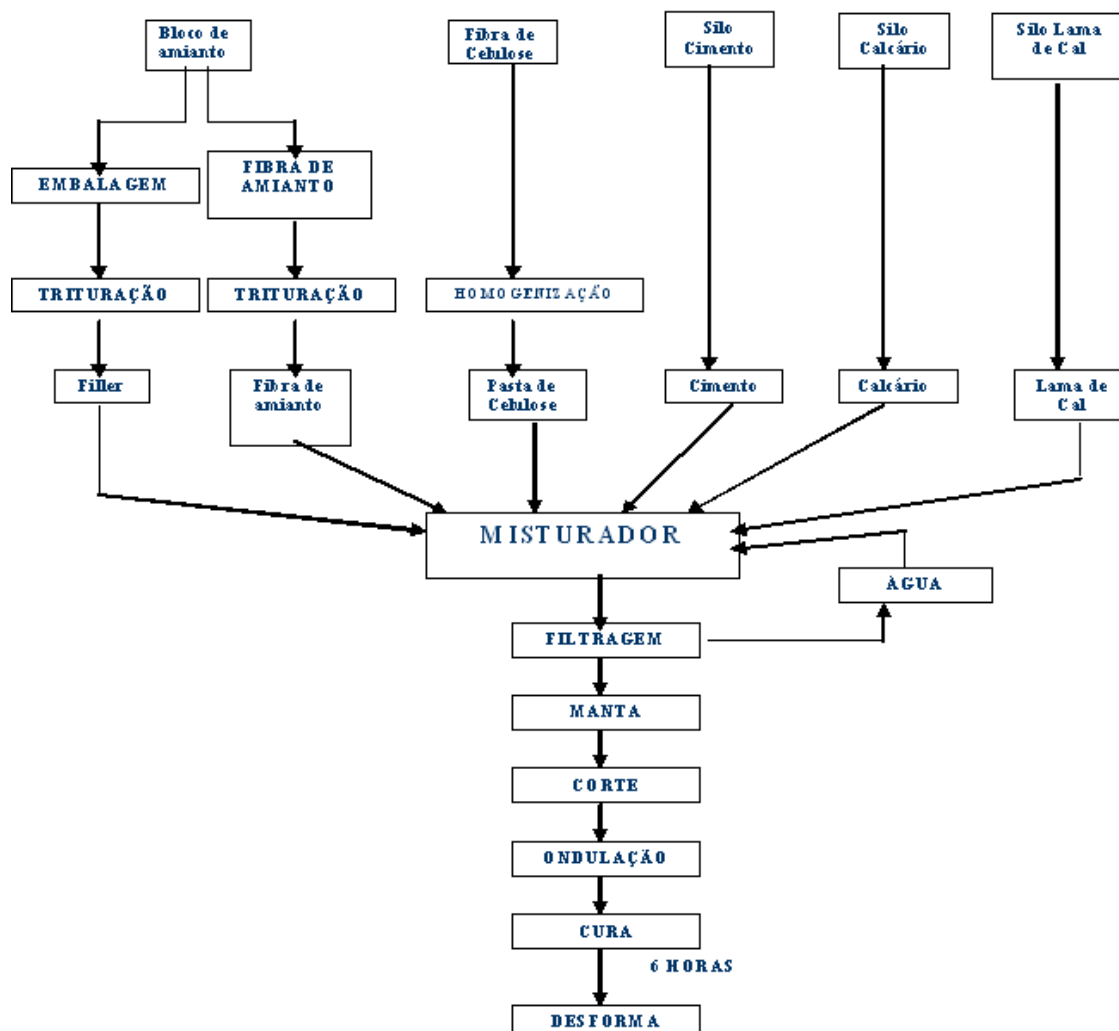 Bloco de
amianto
Fibra de
Celulose
Silo
Cimento
Silo
Calcário
Silo Lama
de Cal
EMBALAGEM
FIBRA DE
AMIANTO
TRITURAÇÃO
TRITURAÇÃO
HOMOGENIZAÇÃO
Filler
Fibra de
amianto
Pasta de
Celulose
Cimento
Calcário
Lama de
Cal
MISTURADOR
ÀGUA
FILTRAGEM
MANTA
CORTE
ONDULAÇÃO
CURA
6 HORAS
DESFORMA